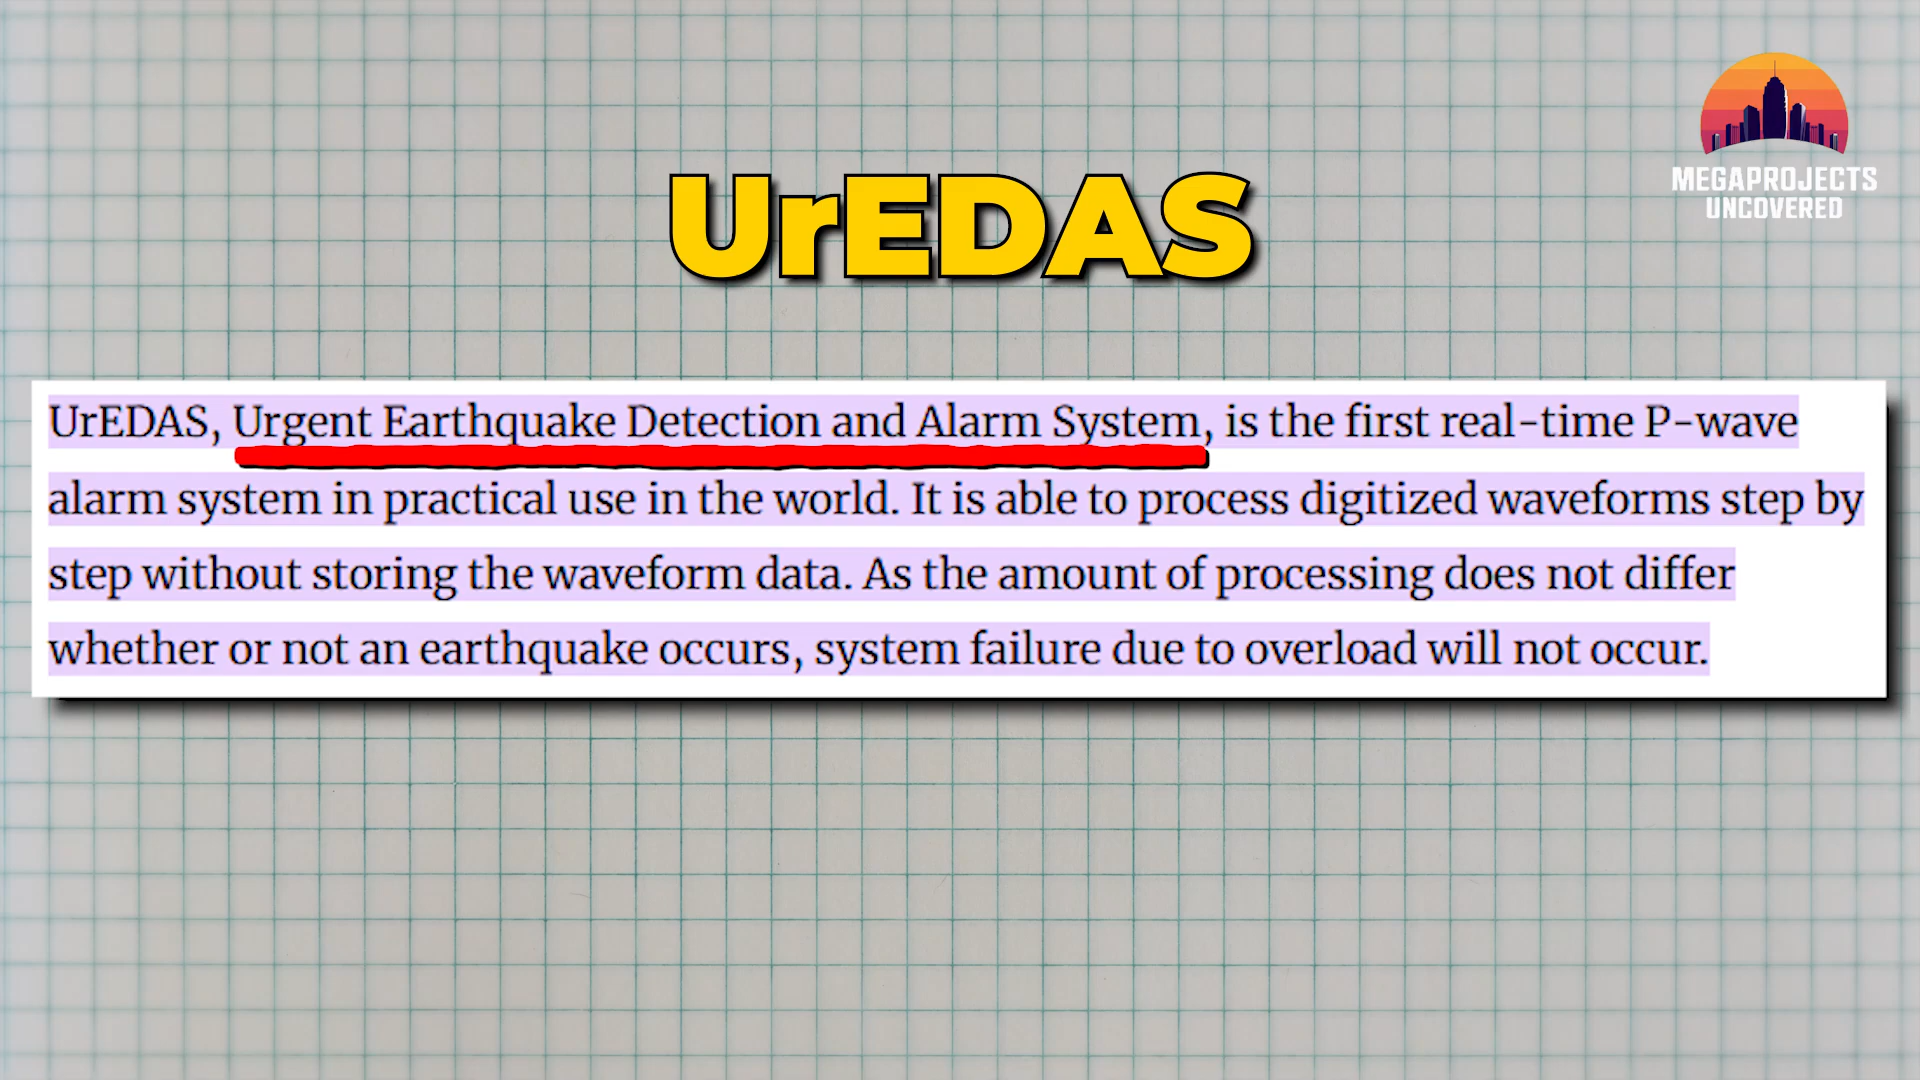 MEGAPROJECTS
UNCOVERED
UrEDAS
UrEDAS, Urgent Earthquake Detection and Alarm System, is the first real-time P-wave
alarm system in practical use in the world. It is able to process digitized waveforms step by
step without storing the waveform data. As the amount of processing does not differ
whether or not an earthquake occurs, system failure due to overload will not occur.